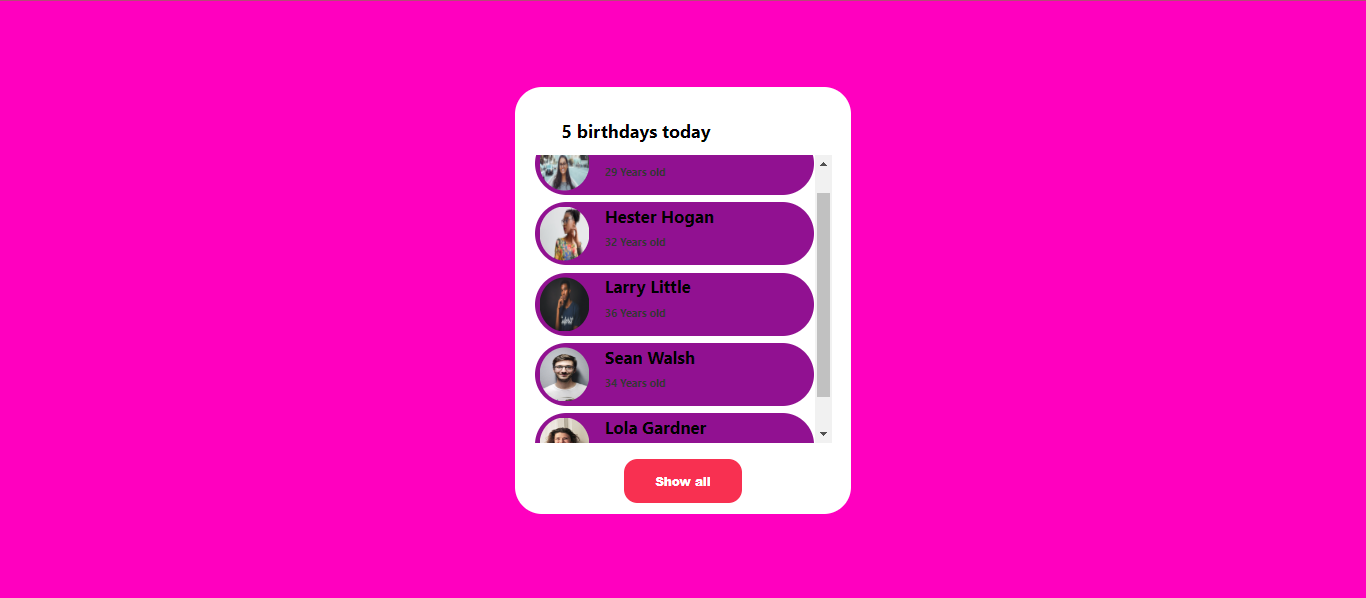 5 birthdays today
29 Years old
Hester Hogan
32 Years old
Larry Little
36 Years old
Sean Walsh
34 Years old
Lola Gardner
Show all